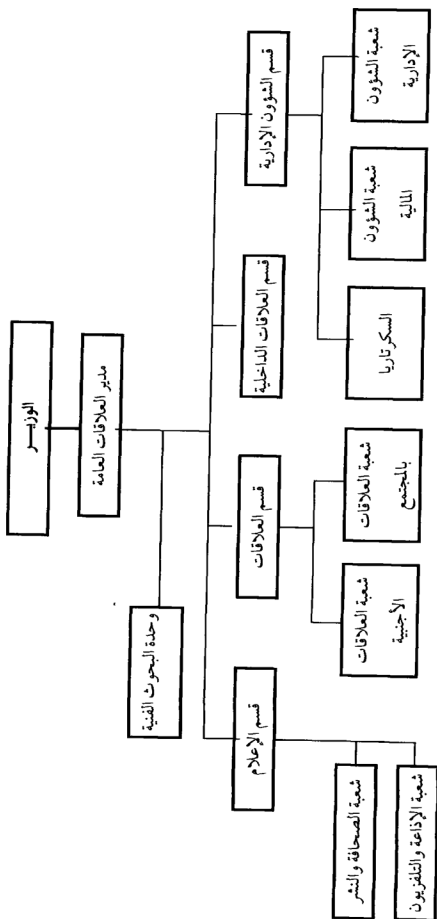 الوزيــر
مدير العلاقات العامة
وحدة البحوث الفنية
قسم الشؤون الإدارية
قسم العلاقات الداخلية
قسم العلاقات
قسم الإعلام
شعبة الشؤون
الإدارية
شعبة الشؤون
المالية
السكرتاريا
شعبة العلاقات
بالمجتمع
شعبة العلاقات
الأجنبية
شعبة الصحافة والنشر
شعبة الإذاعة والتلفزيون